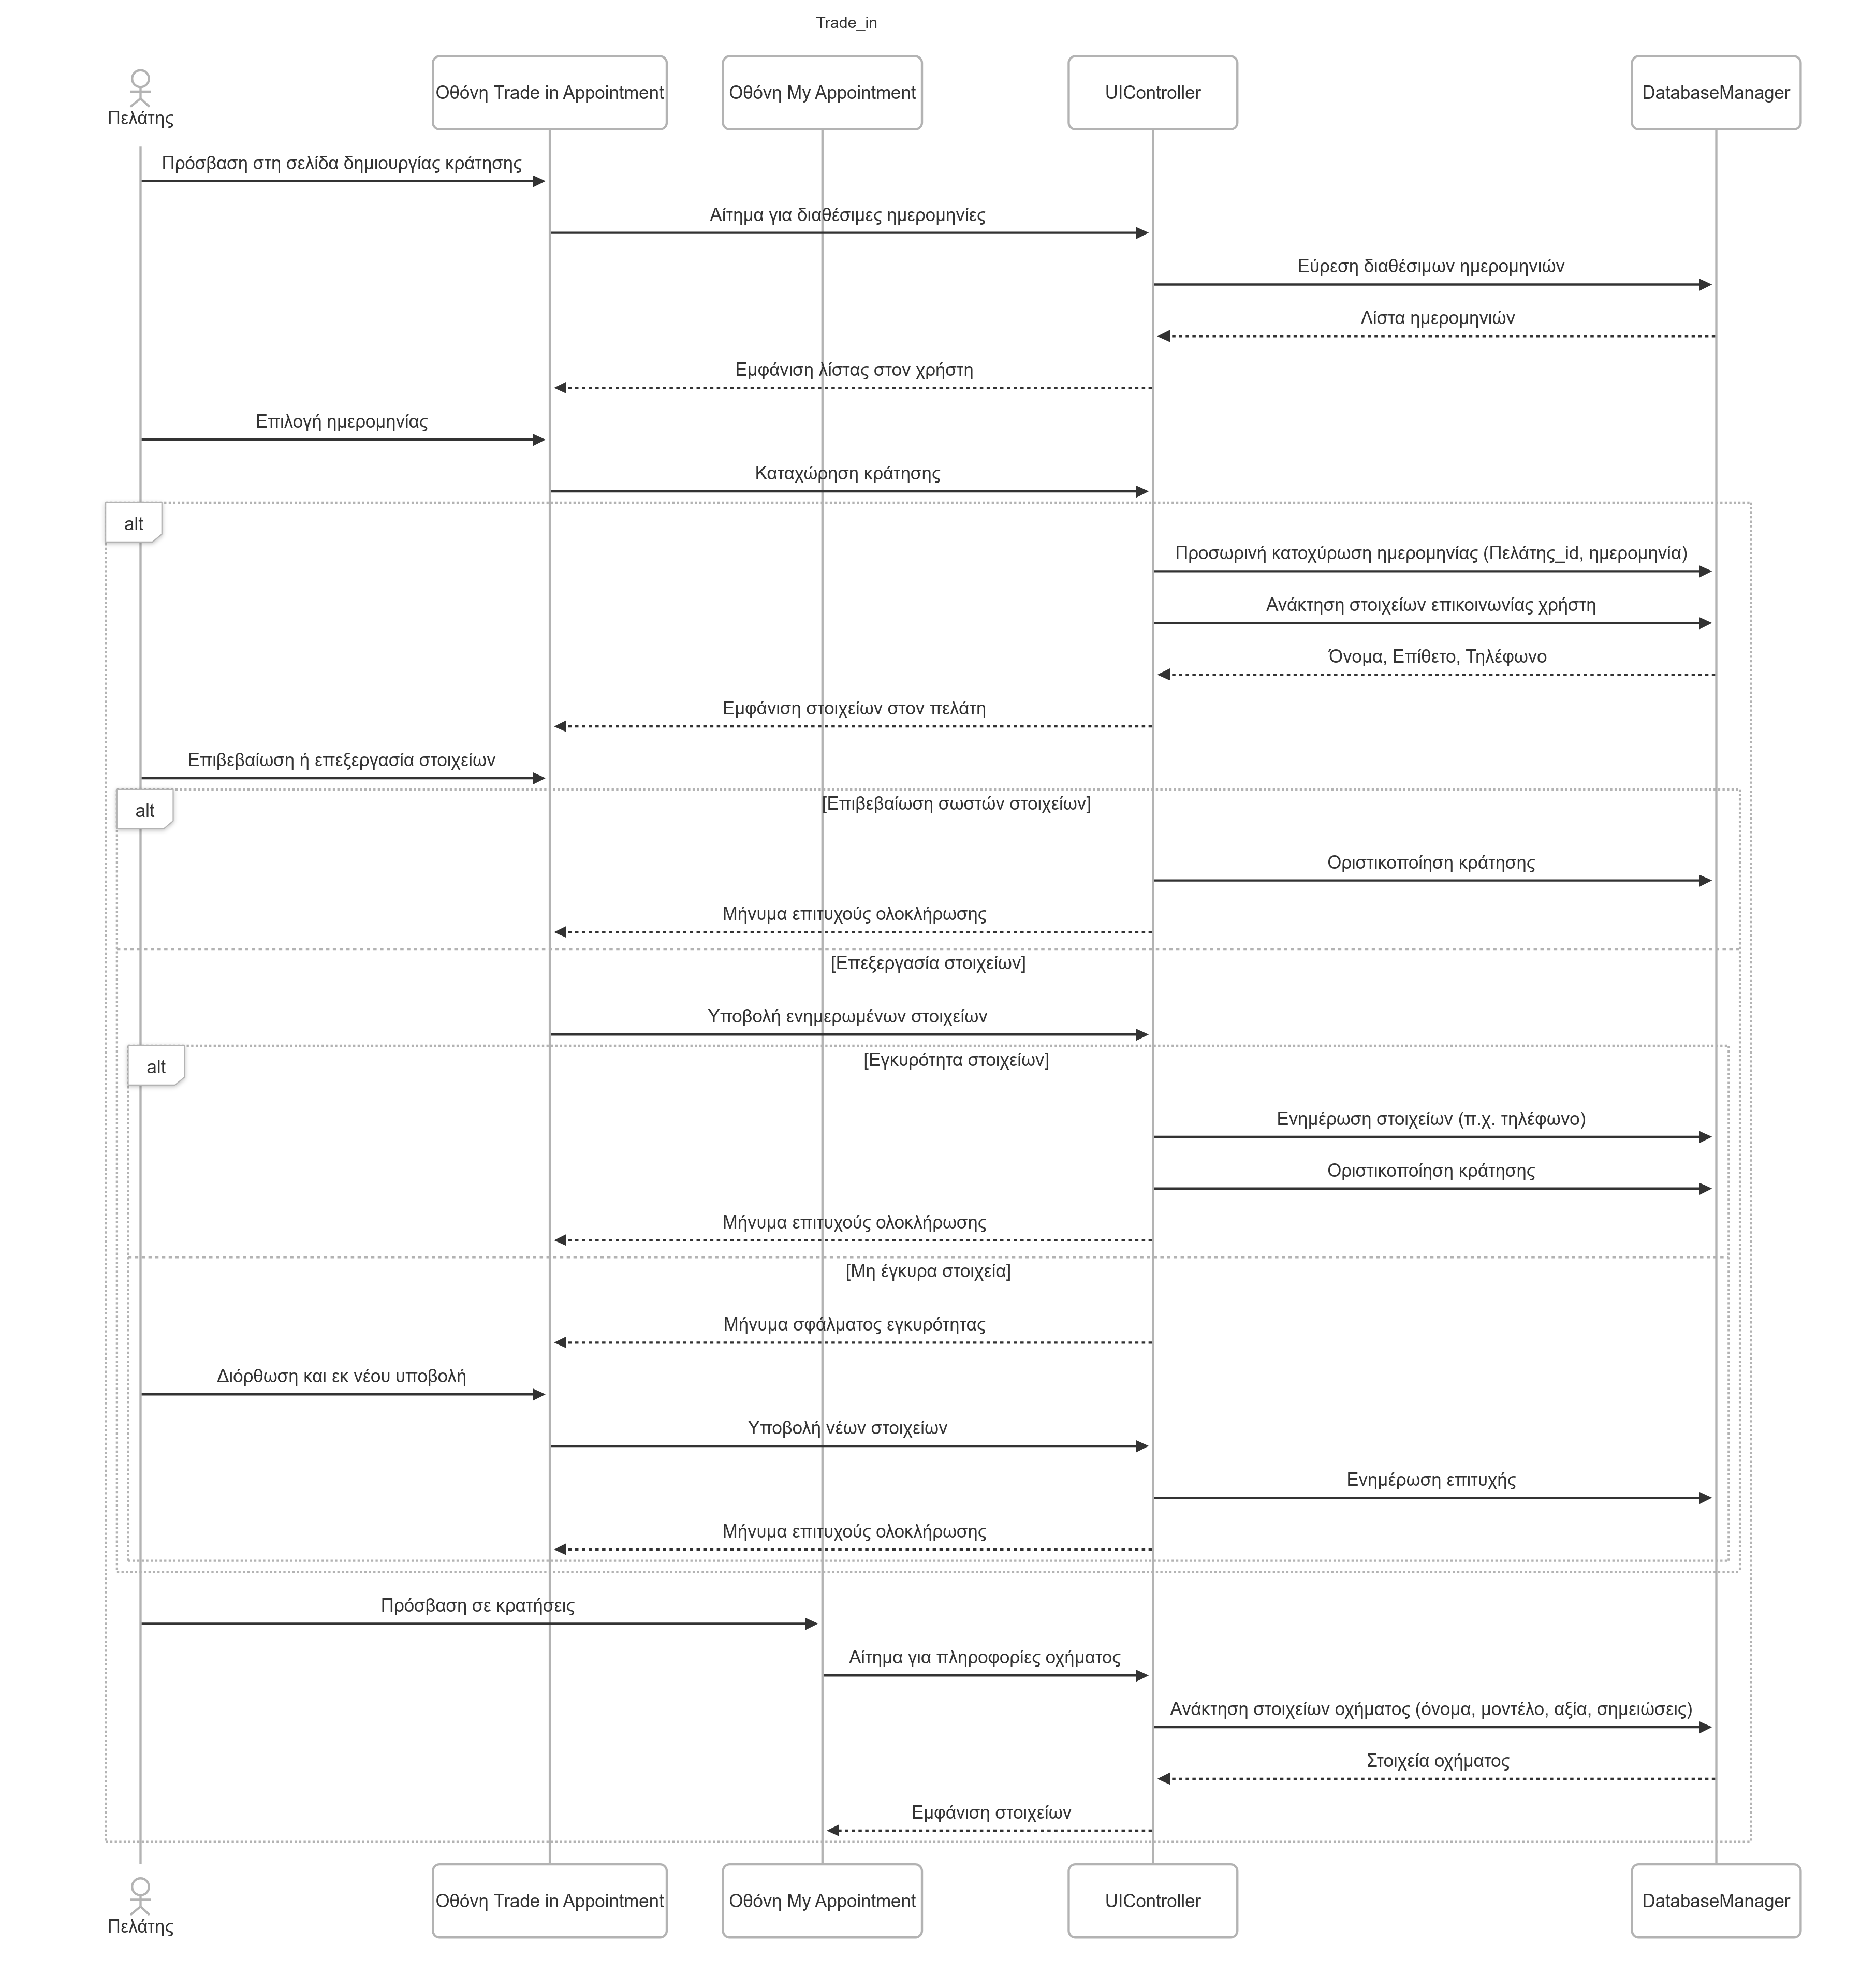 Trade_in
Πελάτης
Οθόνη Trade in Appointment
Οθόνη My Appointment
UIController
DatabaseManager
Πρόσβαση στη σελίδα δημιουργίας κράτησης
Αίτημα για διαθέσιμες ημερομηνίες
Εύρεση διαθέσιμων ημερομηνιών
Λίστα ημερομηνιών
Εμφάνιση λίστας στον χρήστη
Επιλογή ημερομηνίας
Καταχώρηση κράτησης
alt
Προσωρινή κατοχύρωση ημερομηνίας (Πελάτης_id, ημερομηνία)
Ανάκτηση στοιχείων επικοινωνίας χρήστη
Όνομα, Επίθετο, Τηλέφωνο
Εμφάνιση στοιχείων στον πελάτη
Επιβεβαίωση ή επεξεργασία στοιχείων
alt
[Επιβεβαίωση σωστών στοιχείων]
Οριστικοποίηση κράτησης
Μήνυμα επιτυχούς ολοκλήρωσης
[Επεξεργασία στοιχείων]
Υποβολή ενημερωμένων στοιχείων
alt
[Εγκυρότητα στοιχείων]
Ενημέρωση στοιχείων (π.χ. τηλέφωνο)
Οριστικοποίηση κράτησης
Μήνυμα επιτυχούς ολοκλήρωσης
[Μη έγκυρα στοιχεία]
Μήνυμα σφάλματος εγκυρότητας
Διόρθωση και εκ νέου υποβολή
Υποβολή νέων στοιχείων
Ενημέρωση επιτυχής
Μήνυμα επιτυχούς ολοκλήρωσης
Πρόσβαση σε κρατήσεις
Αίτημα για πληροφορίες οχήματος
Ανάκτηση στοιχείων οχήματος (όνομα, μοντέλο, αξία, σημειώσεις)
Στοιχεία οχήματος
Εμφάνιση στοιχείων
Πελάτης
Οθόνη Trade in Appointment
Οθόνη My Appointment
UIController
DatabaseManager